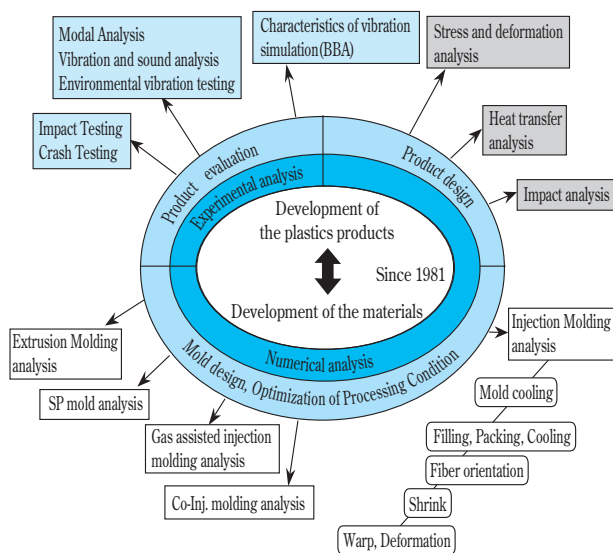 Modal Analysis
Vibration and sound analysis
Environmental vibration testing
Characteristics of vibration
simulation(BBA)
Stress and deformation
analysis
Impact Testing
Crash Testing
Heat transfer
analysis
Impact analysis
Product evaluation
Product design
Experimental analysis
Development of
the plastics products
Since 1981
Development of the materials
Numerical analysis
Mold design, Optimization of Processing Condition
Extrusion Molding
analysis
SP mold analysis
Gas assisted injection
molding analysis
Co-Inj. molding analysis
Injection Molding
analysis
Mold cooling
Filling, Packing, Cooling
Fiber orientation
Shrink
Warp, Deformation